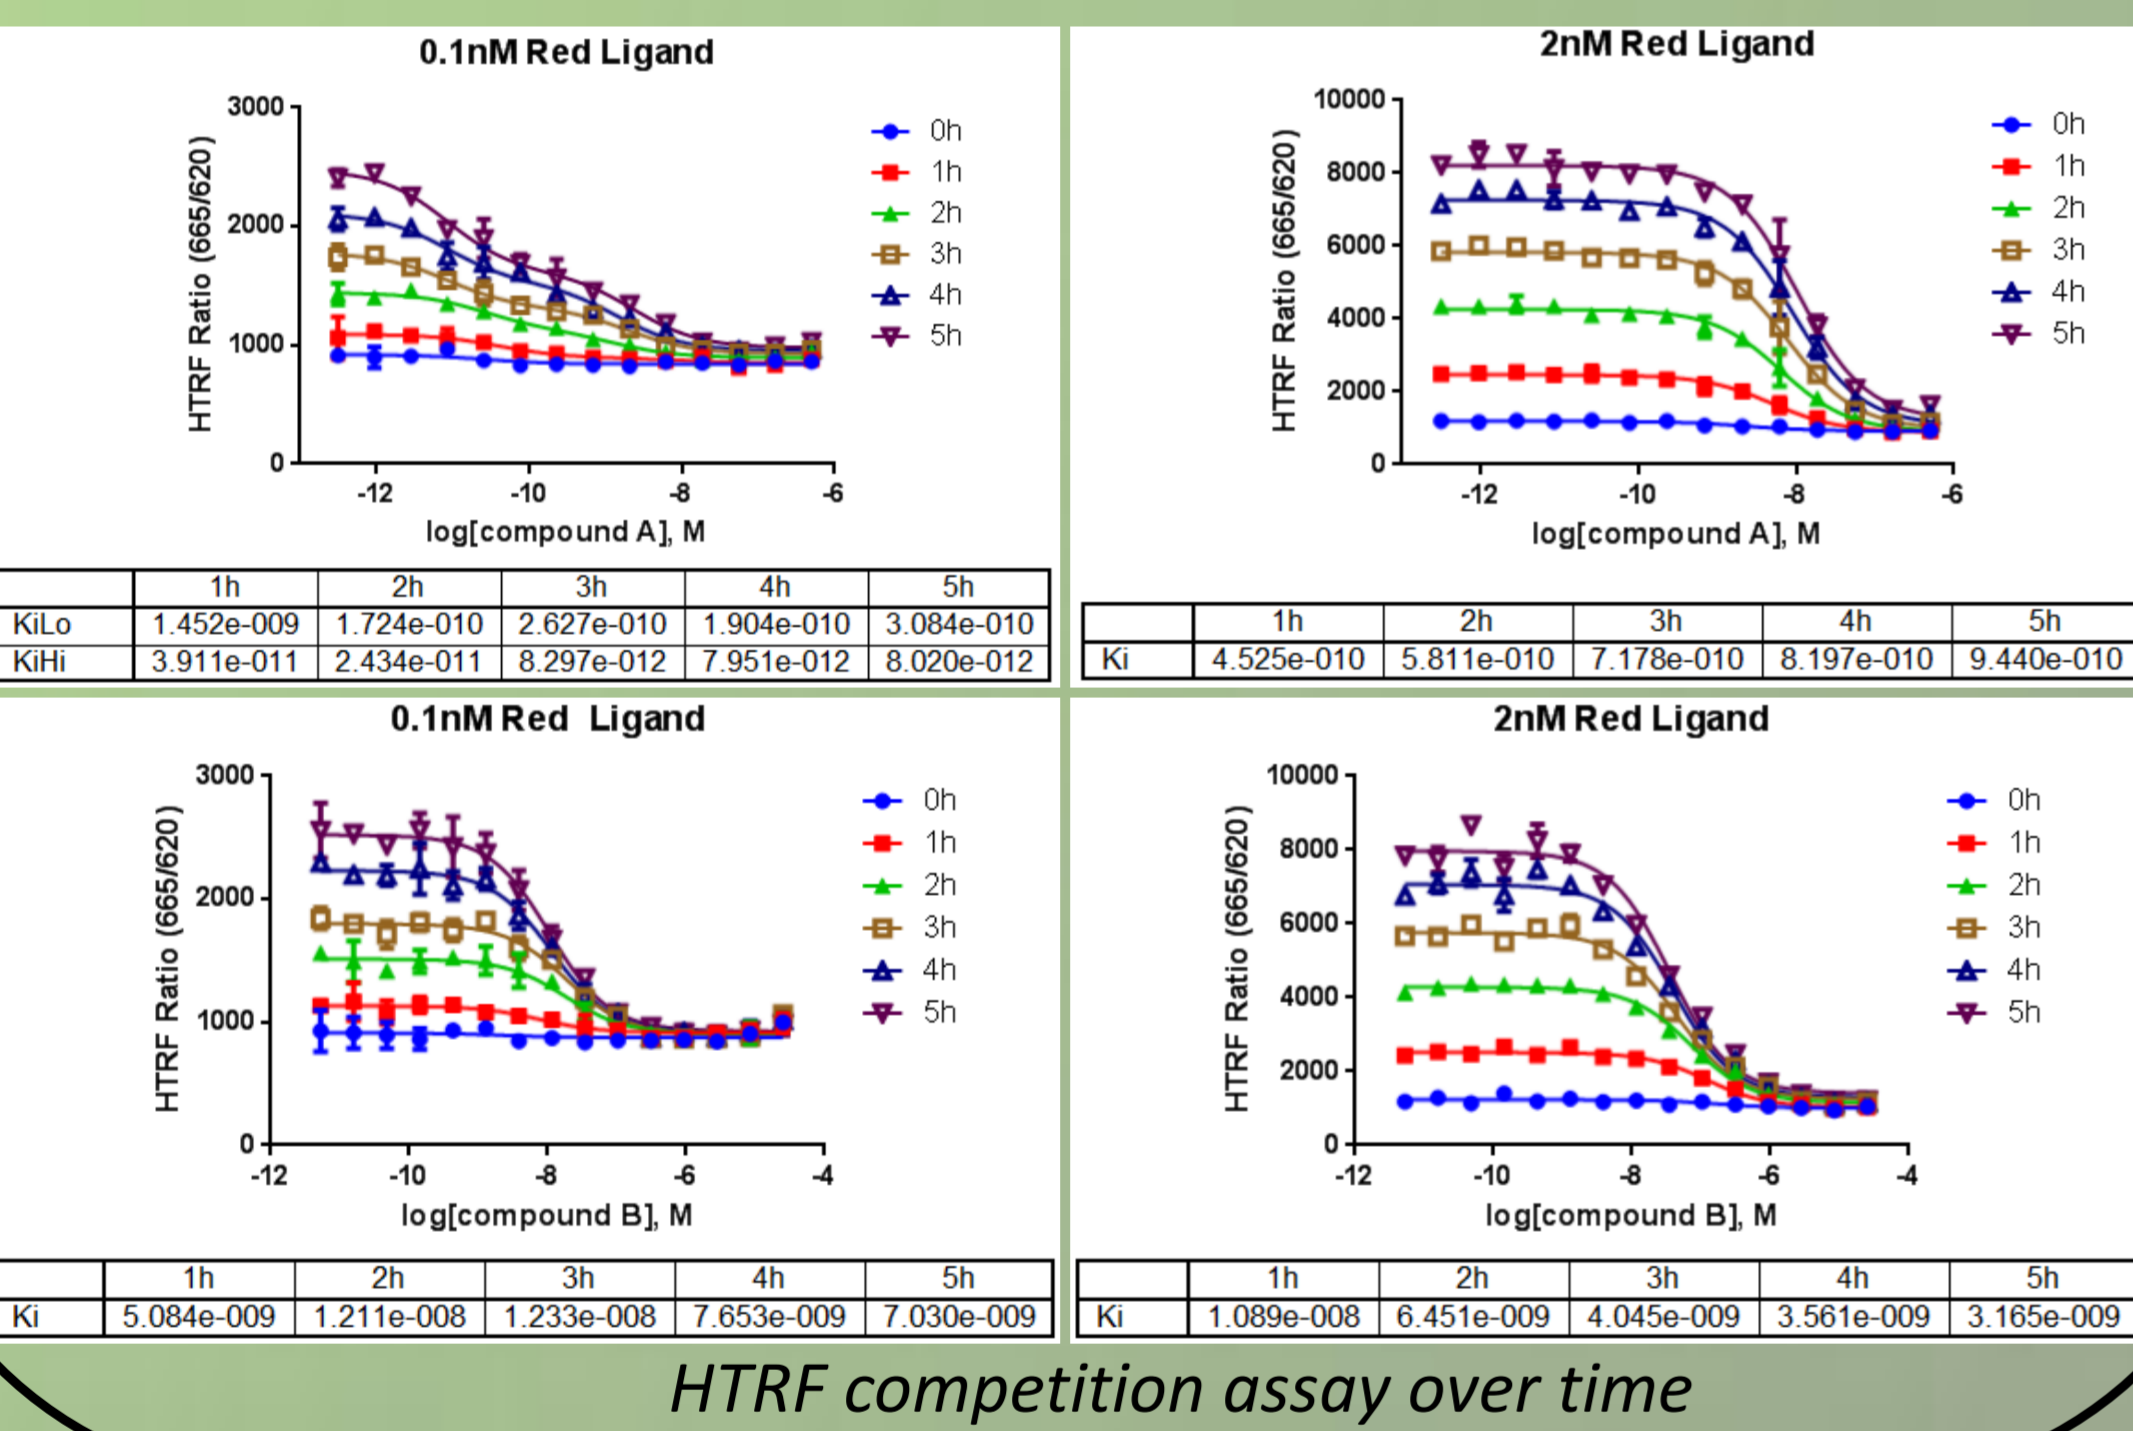 0.1nM Red Ligand
HTRF Ratio (665/620)
3000
2000
1000
0
-12 -10 -8 -6
log[compound A], M
0h
1h
2h
3h
4h
5h
1h 2h 3h 4h 5h
KiLo 1.452e-009 1.724e-010 2.627e-010 1.904e-010 3.084e-010
KiHi 3.911e-011 2.434e-011 8.297e-012 7.951e-012 8.020e-012
2nM Red Ligand
HTRF Ratio (665/620)
10000
8000
6000
4000
2000
0
-12 -10 -8 -6
log[compound A], M
0h
1h
2h
3h
4h
5h
1h 2h 3h 4h 5h
Ki 4.525e-010 5.811e-010 7.178e-010 8.197e-010 9.440e-010
0.1nM Red Ligand
HTRF Ratio (665/620)
3000
2000
1000
0
-12 -10 -8 -6 -4
log[compound B], M
0h
1h
2h
3h
4h
5h
1h 2h 3h 4h 5h
Ki 5.084e-009 1.211e-008 1.233e-008 7.653e-009 7.030e-009
2nM Red Ligand
HTRF Ratio (665/620)
10000
8000
6000
4000
2000
0
-12 -10 -8 -6 -4
log[compound B], M
0h
1h
2h
3h
4h
5h
1h 2h 3h 4h 5h
Ki 1.089e-008 6.451e-009 4.045e-009 3.561e-009 3.165e-009
HTRF competition assay over time